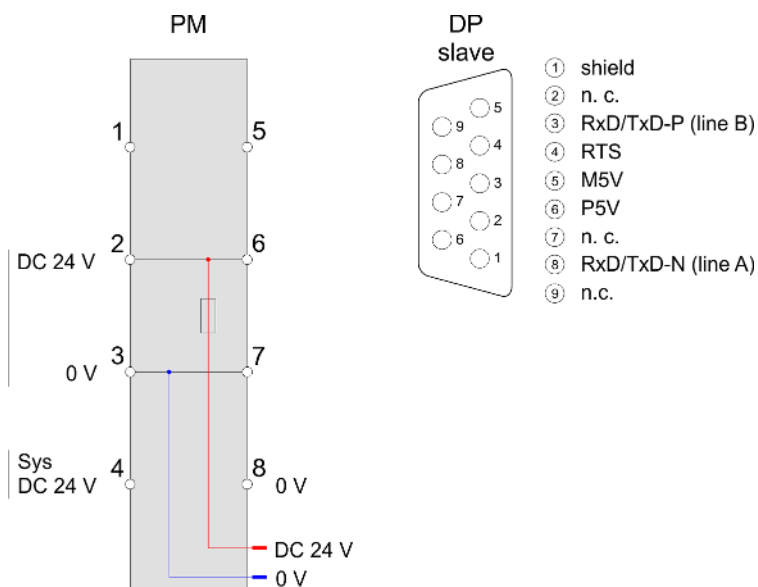 PM
1
5
2
6
DC 24 V
3
7
0 V
Sys
DC 24 V
4
8
0 V
DC 24 V
0 V
DP
slave
5
9
4
8
3
7
2
6
1
1 shield
2 n. c.
3 RxD/TxD-P (line B)
4 RTS
5 M5V
6 P5V
7 n. c.
8 RxD/TxD-N (line A)
9 n.c.